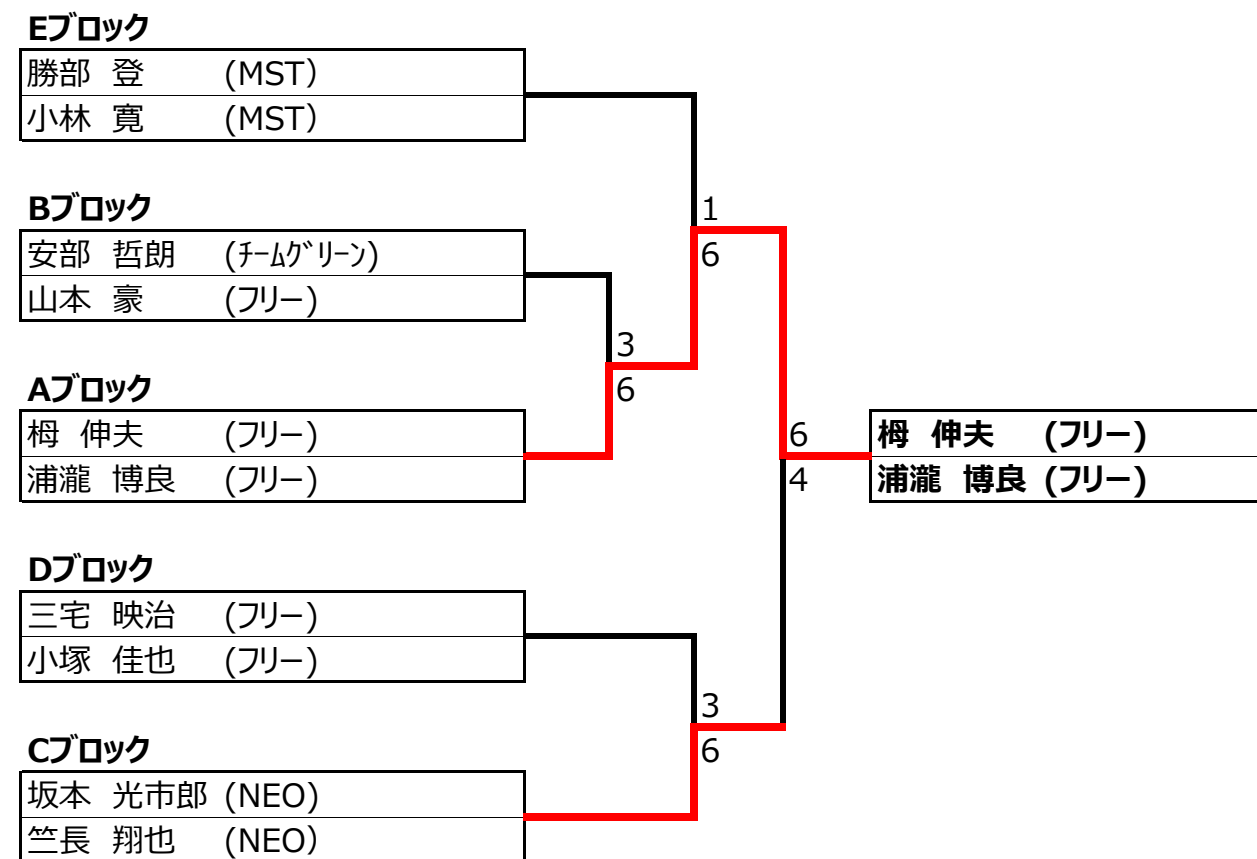 Eブロック
勝部 登 (MST)
小林 寛 (MST)
Bブロック
安部 哲朗 (ﾁｰﾑｸﾞﾘｰﾝ)
山本 豪 (フリー)
Aブロック
栂 伸夫 (フリー)
浦瀧 博良 (フリー)
Dブロック
三宅 映治 (フリー)
小塚 佳也 (フリー)
Cブロック
坂本 光市郎 (NEO)
竺長 翔也 (NEO)
3
6
1
6
3
6
6
4
栂 伸夫 (フリー)
浦瀧 博良 (フリー)